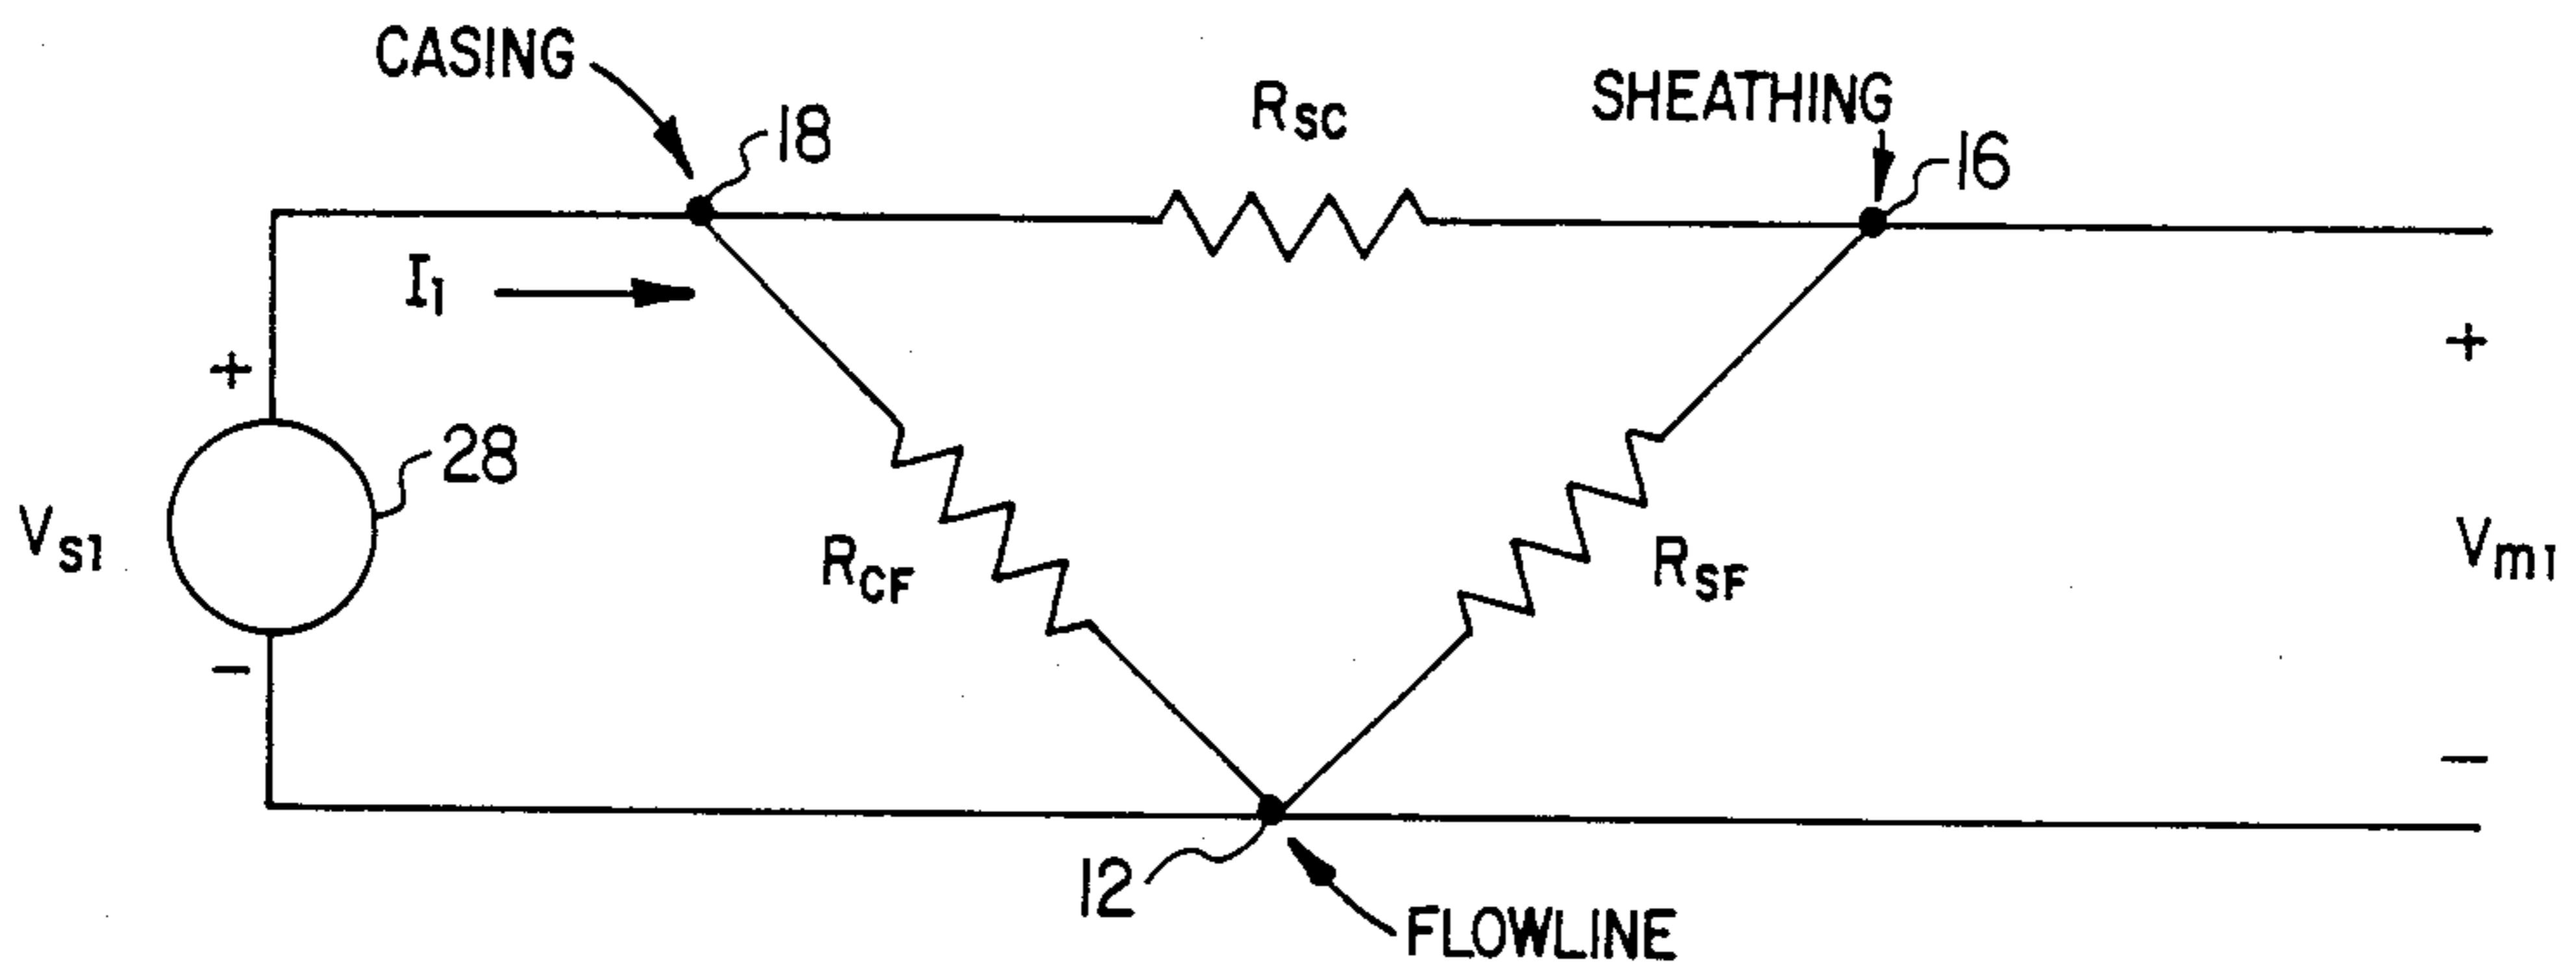 CASING
18
RSC
SHEATHING
16
I1
+
+
28
VS1
RCF
RSF
Vm1
−
−
12
FLOWLINE